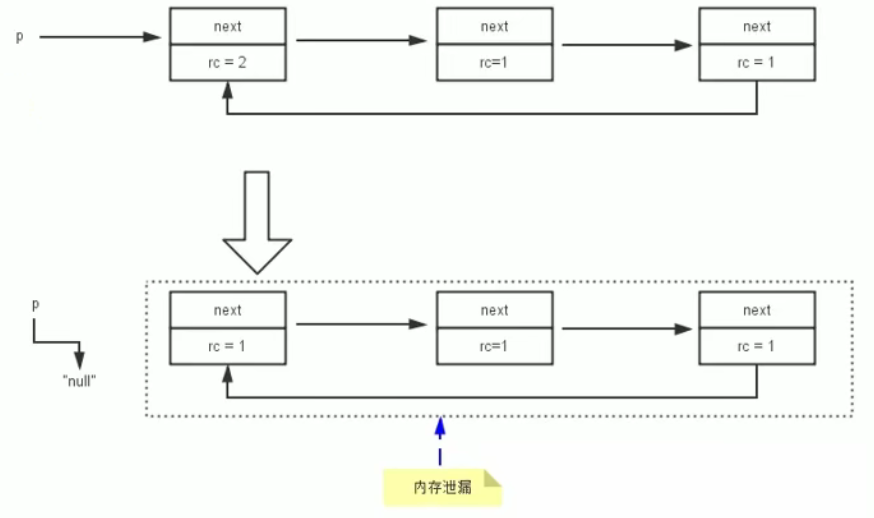 next
next
next
p
rc = 2
rc=1
rc = 1
p
next
next
next
rc = 1
rc=1
rc = 1
"null"
内存泄漏